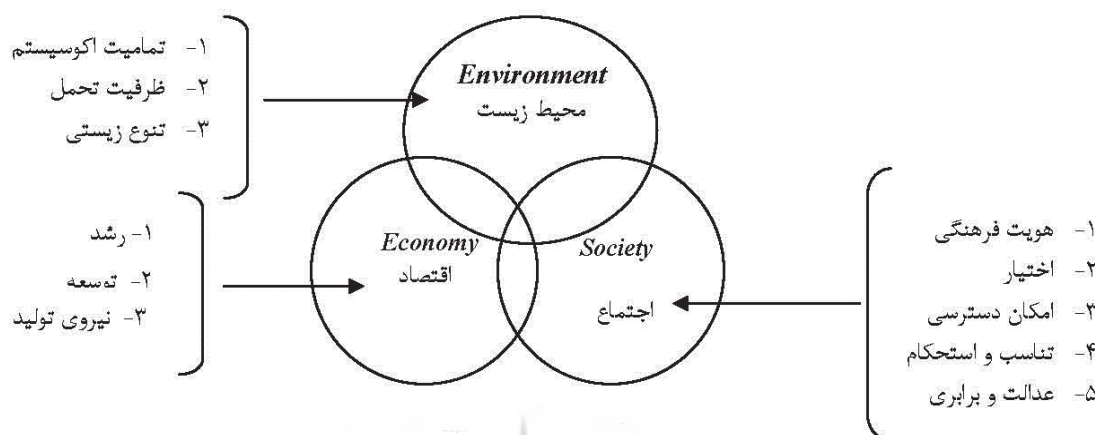 ۱- تمامیت اکوسیستم
۲- ظرفیت تحمل
۳- تنوع زیستی
Environment
محیط زیست
۱- رشد
۲- توسعه
۳- نیروی تولید
Economy
اقتصاد
Society
اجتماع
۱- هویت فرهنگی
۲- اختیار
۳- امکان دسترسی
۴- تناسب و استحکام
۵- عدالت و برابری